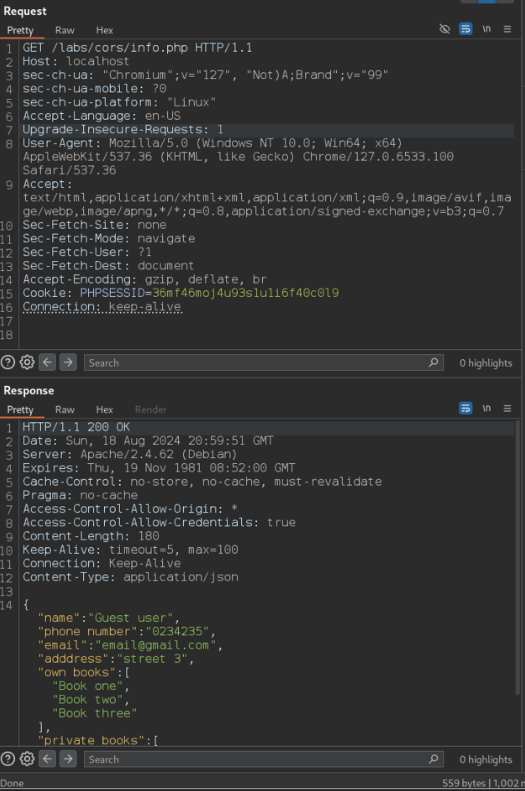 Request
Pretty Raw Hex \n
1 GET /labs/cors/info.php HTTP/1.1
2 Host: localhost
3 sec-ch-ua: "Chromium";v="127", "Not)A;Brand";v="99"
4 sec-ch-ua-mobile: ?0
5 sec-ch-ua-platform: "Linux"
6 Accept-Language: en-US
7 Upgrade-Insecure-Requests: 1
8 User-Agent: Mozilla/5.0 (Windows NT 10.0; Win64; x64)
AppleWebKit/537.36 (KHTML, like Gecko) Chrome/127.0.6533.100
Safari/537.36
9 Accept:
text/html,application/xhtml+xml,application/xml;q=0.9,image/avif,ima
ge/webp,image/apng,*/*;q=0.8,application/signed-exchange;v=b3;q=0.7
10 Sec-Fetch-Site: none
11 Sec-Fetch-Mode: navigate
12 Sec-Fetch-User: ?1
13 Sec-Fetch-Dest: document
14 Accept-Encoding: gzip, deflate, br
15 Cookie: PHPSESSID=36mf46moj4u93s1u1i6f40c0l9
16 Connection: keep-alive
17
18
Search 0 highlights
Response
Pretty Raw Hex Render \n
1 HTTP/1.1 200 OK
2 Date: Sun, 18 Aug 2024 20:59:51 GMT
3 Server: Apache/2.4.62 (Debian)
4 Expires: Thu, 19 Nov 1981 08:52:00 GMT
5 Cache-Control: no-store, no-cache, must-revalidate
6 Pragma: no-cache
7 Access-Control-Allow-Origin: *
8 Access-Control-Allow-Credentials: true
9 Content-Length: 180
10 Keep-Alive: timeout=5, max=100
11 Connection: Keep-Alive
12 Content-Type: application/json
13
14 {
"name":"Guest user",
"phone number":"0234235",
"email":"email@gmail.com",
"adddress":"street 3",
"own books":[
"Book one",
"Book two",
"Book three"
],
"private books":[
Search 0 highlights
Done 559 bytes | 1,002